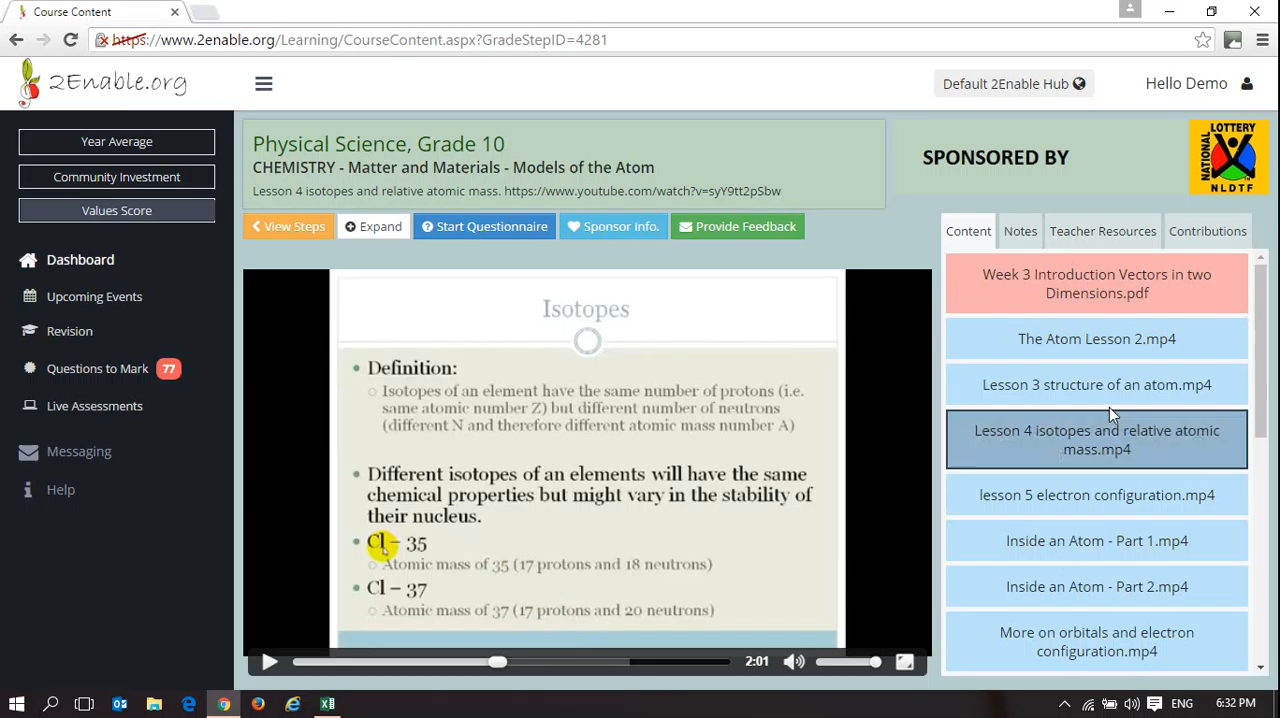 Course Content
https://www.2enable.org/Learning/CourseContent.aspx?GradeStepID=4281
2Enable.org
Default 2Enable Hub
Hello Demo
Year Average
Community Investment
Values Score
Dashboard
Upcoming Events
Revision
Questions to Mark 77
Live Assessments
Messaging
Help
Physical Science, Grade 10
CHEMISTRY - Matter and Materials - Models of the Atom
Lesson 4 isotopes and relative atomic mass. https://www.youtube.com/watch?v=syY9tt2pSbw
SPONSORED BY
NATIONAL LOTTERY
NLDTF
View Steps
Expand
Start Questionnaire
Sponsor Info.
Provide Feedback
Isotopes
Definition:
Isotopes of an element have the same number of protons (i.e.
same atomic number Z) but different number of neutrons
(different N and therefore different atomic mass number A)
Different isotopes of an elements will have the same
chemical properties but might vary in the stability of
their nucleus.
Cl – 35
Atomic mass of 35 (17 protons and 18 neutrons)
Cl – 37
Atomic mass of 37 (17 protons and 20 neutrons)
2:01
Content
Notes
Teacher Resources
Contributions
Week 3 Introduction Vectors in two
Dimensions.pdf
The Atom Lesson 2.mp4
Lesson 3 structure of an atom.mp4
Lesson 4 isotopes and relative atomic
mass.mp4
lesson 5 electron configuration.mp4
Inside an Atom - Part 1.mp4
Inside an Atom - Part 2.mp4
More on orbitals and electron
configuration.mp4
ENG
6:32 PM